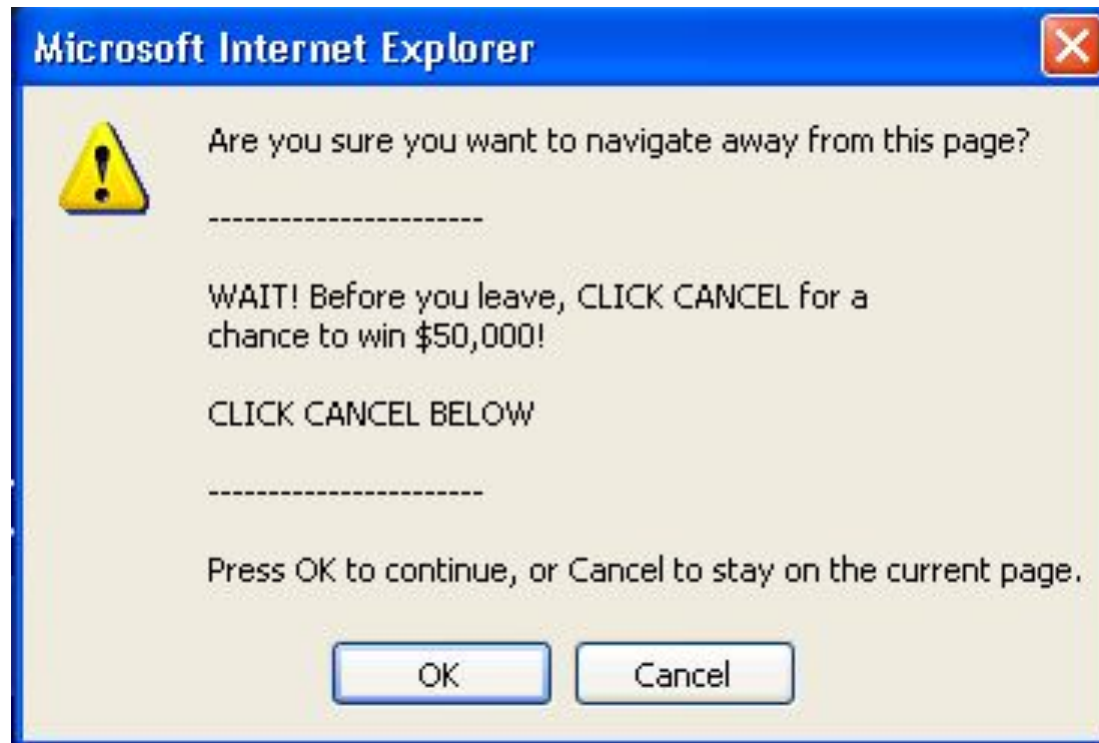 Microsoft Internet Explorer
Are you sure you want to navigate away from this page?
-----------------------
WAIT! Before you leave, CLICK CANCEL for a
chance to win $50,000!
CLICK CANCEL BELOW
-----------------------
Press OK to continue, or Cancel to stay on the current page.
OK
Cancel